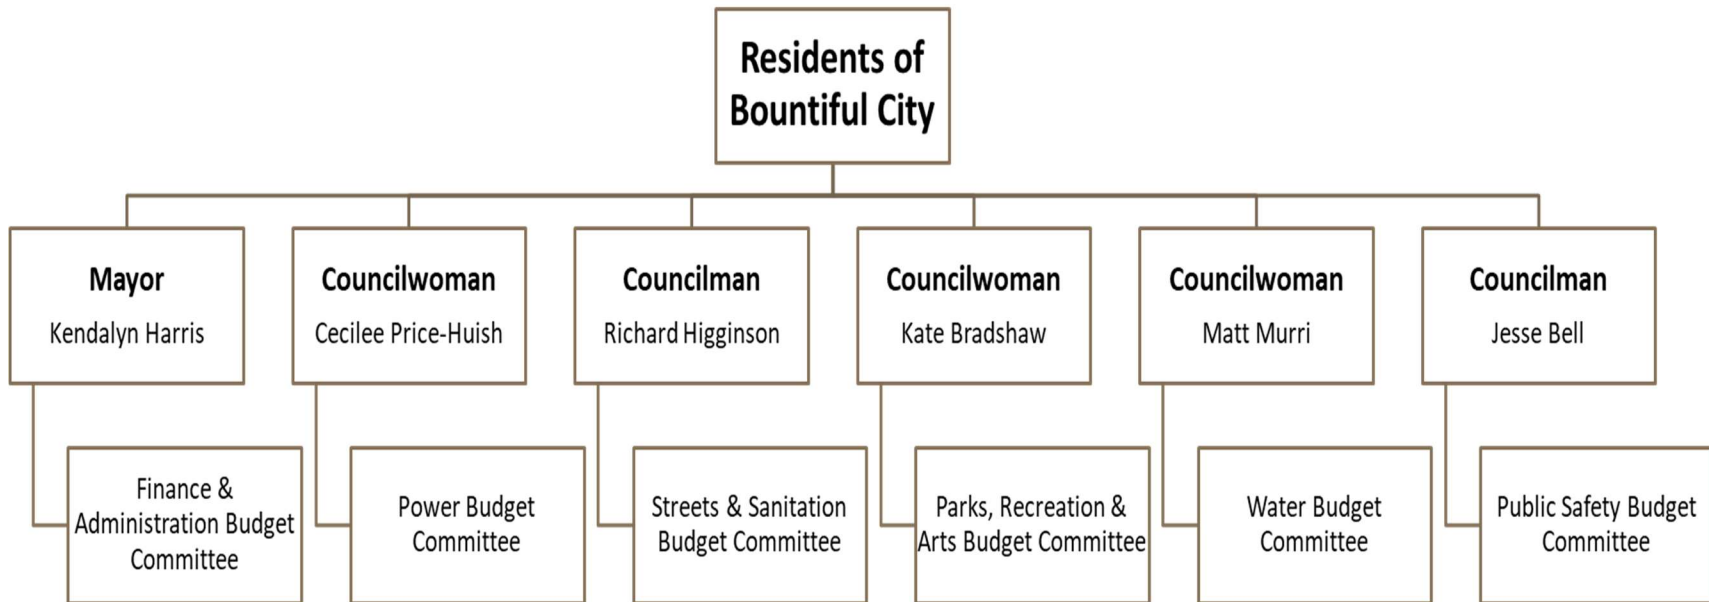 Residents of
Bountiful City
Mayor
Kendalyn Harris
Councilwoman
Cecilee Price-Huish
Councilman
Richard Higginson
Councilwoman
Kate Bradshaw
Councilwoman
Matt Murri
Councilman
Jesse Bell
Finance &
Administration Budget
Committee
Power Budget
Committee
Streets & Sanitation
Budget Committee
Parks, Recreation &
Arts Budget Committee
Water Budget
Committee
Public Safety Budget
Committee